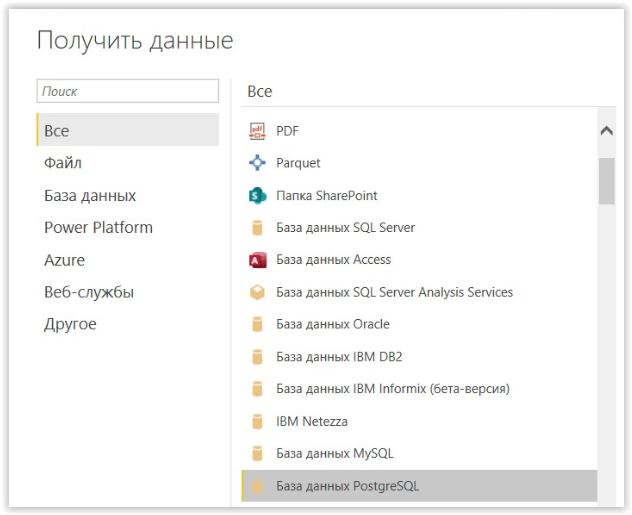 Получить данные
Поиск
Все
Файл
База данных
Power Platform
Azure
Веб-службы
Другое
Все
PDF
Parquet
Папка SharePoint
База данных SQL Server
База данных Access
База данных SQL Server Analysis Services
База данных Oracle
База данных IBM DB2
База данных IBM Informix (бета-версия)
IBM Netezza
База данных MySQL
База данных PostgreSQL